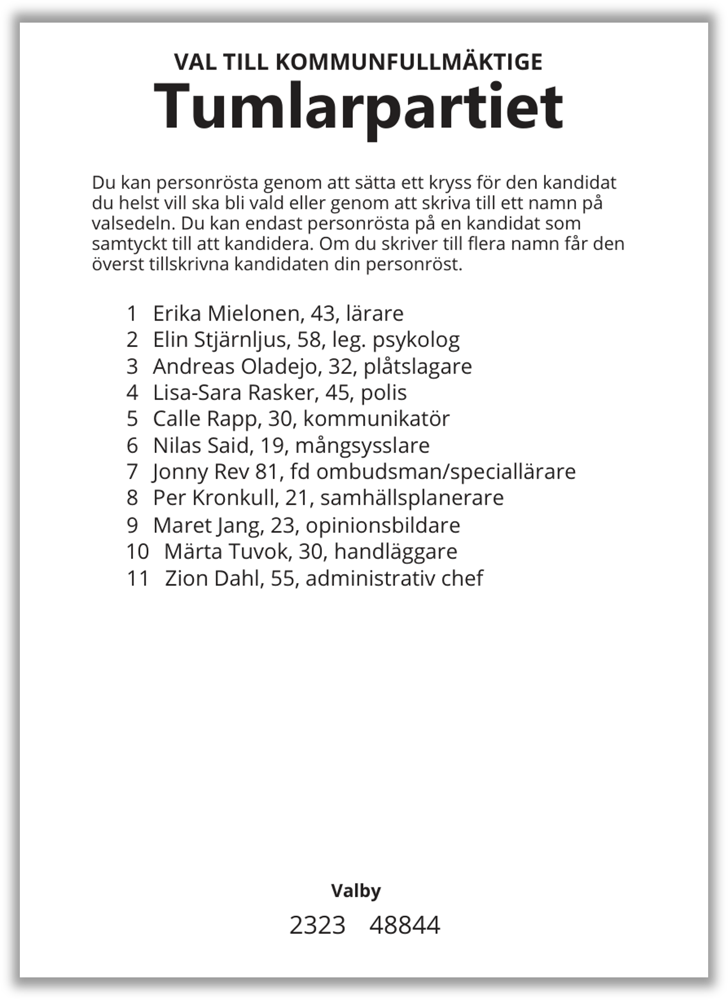 VAL TILL KOMMUNFULLMÄKTIGE
Tumlarpartiet
Du kan personrösta genom att sätta ett kryss för den kandidat
du helst vill ska bli vald eller genom att skriva till ett namn på
valsedeln. Du kan endast personrösta på en kandidat som
samtyckt till att kandidera. Om du skriver till flera namn får den
överst tillskrivna kandidaten din personröst.
1 Erika Mielonen, 43, lärare
2 Elin Stjärnljus, 58, leg. psykolog
3 Andreas Oladejo, 32, plåtslagare
4 Lisa-Sara Rasker, 45, polis
5 Calle Rapp, 30, kommunikatör
6 Nilas Said, 19, mångsysslare
7 Jonny Rev 81, fd ombudsman/speciallärare
8 Per Kronkull, 21, samhällsplanerare
9 Maret Jang, 23, opinionsbildare
10 Märta Tuvok, 30, handläggare
11 Zion Dahl, 55, administrativ chef
Valby
2323 48844